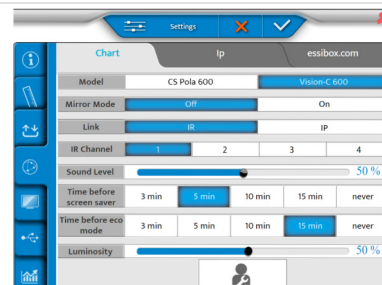 Settings
Chart Ip essibox.com
Model CS Pola 600 Vision-C 600
Mirror Mode Off On
Link IR IP
IR Channel 1 2 3 4
Sound Level 50 %
Time before screen saver 3 min 5 min 10 min 15 min never
Time before eco mode 3 min 5 min 10 min 15 min never
Luminosity 50 %